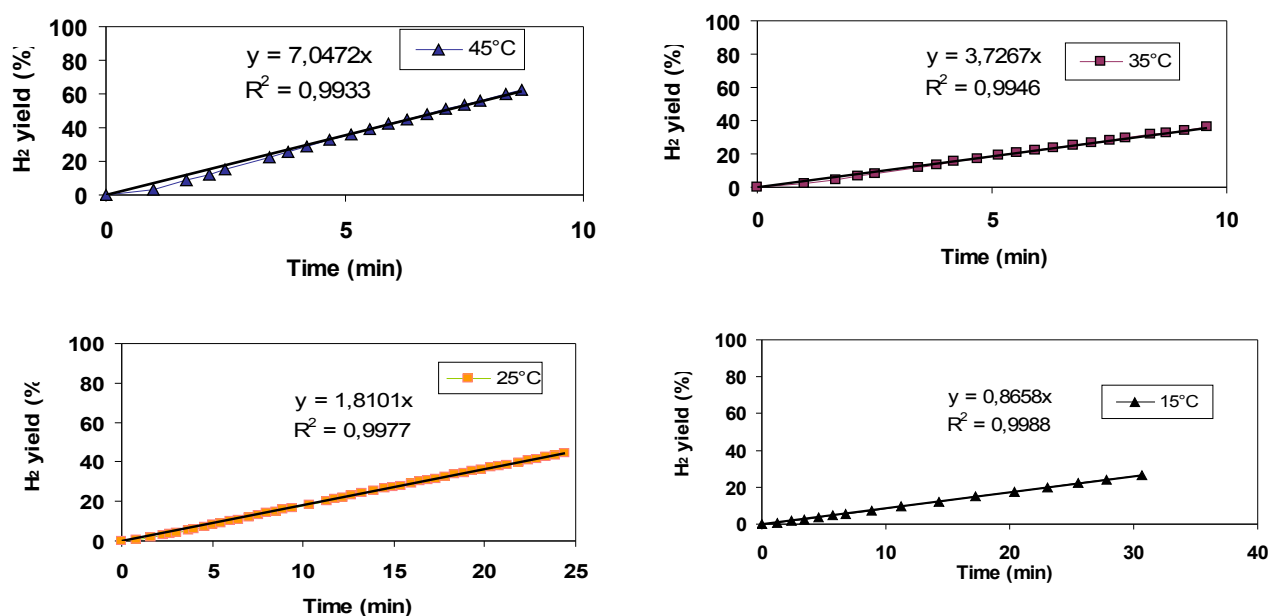 100
80
60
40
20
0
H2 yield (%)
y = 7,0472x
R2 = 0,9933
45°C
0 5 10
Time (min)
100
80
60
40
20
0
H2 yield (%)
y = 3,7267x
R2 = 0,9946
35°C
0 5 10
Time (min)
100
80
60
40
20
0
H2 yield (%
y = 1,8101x
R2 = 0,9977
25°C
0 5 10 15 20 25
Time (min)
100
80
60
40
20
0
H2 yield (%)
y = 0,8658x
R2 = 0,9988
15°C
0 10 20 30 40
Time (min)